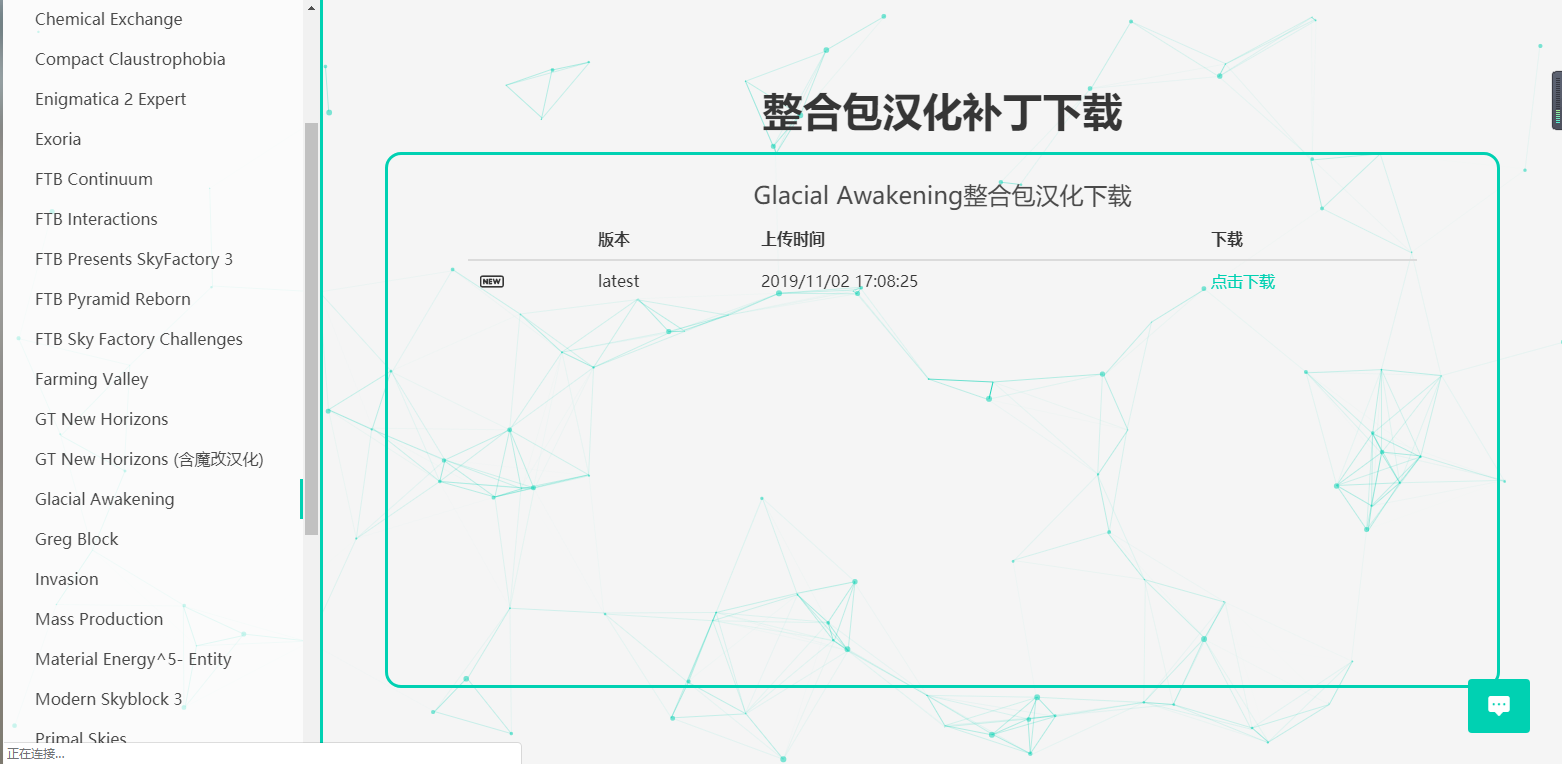 Chemical Exchange
Compact Claustrophobia
Enigmatica 2 Expert
Exoria
FTB Continuum
FTB Interactions
FTB Presents SkyFactory 3
FTB Pyramid Reborn
FTB Sky Factory Challenges
Farming Valley
GT New Horizons
GT New Horizons (含魔改汉化)
Glacial Awakening
Greg Block
Invasion
Mass Production
Material Energy^5- Entity
Modern Skyblock 3
Primal Skies
正在连接...
整合包汉化补丁下载
Glacial Awakening整合包汉化下载
版本 上传时间 下载
NEW latest 2019/11/02 17:08:25 点击下载